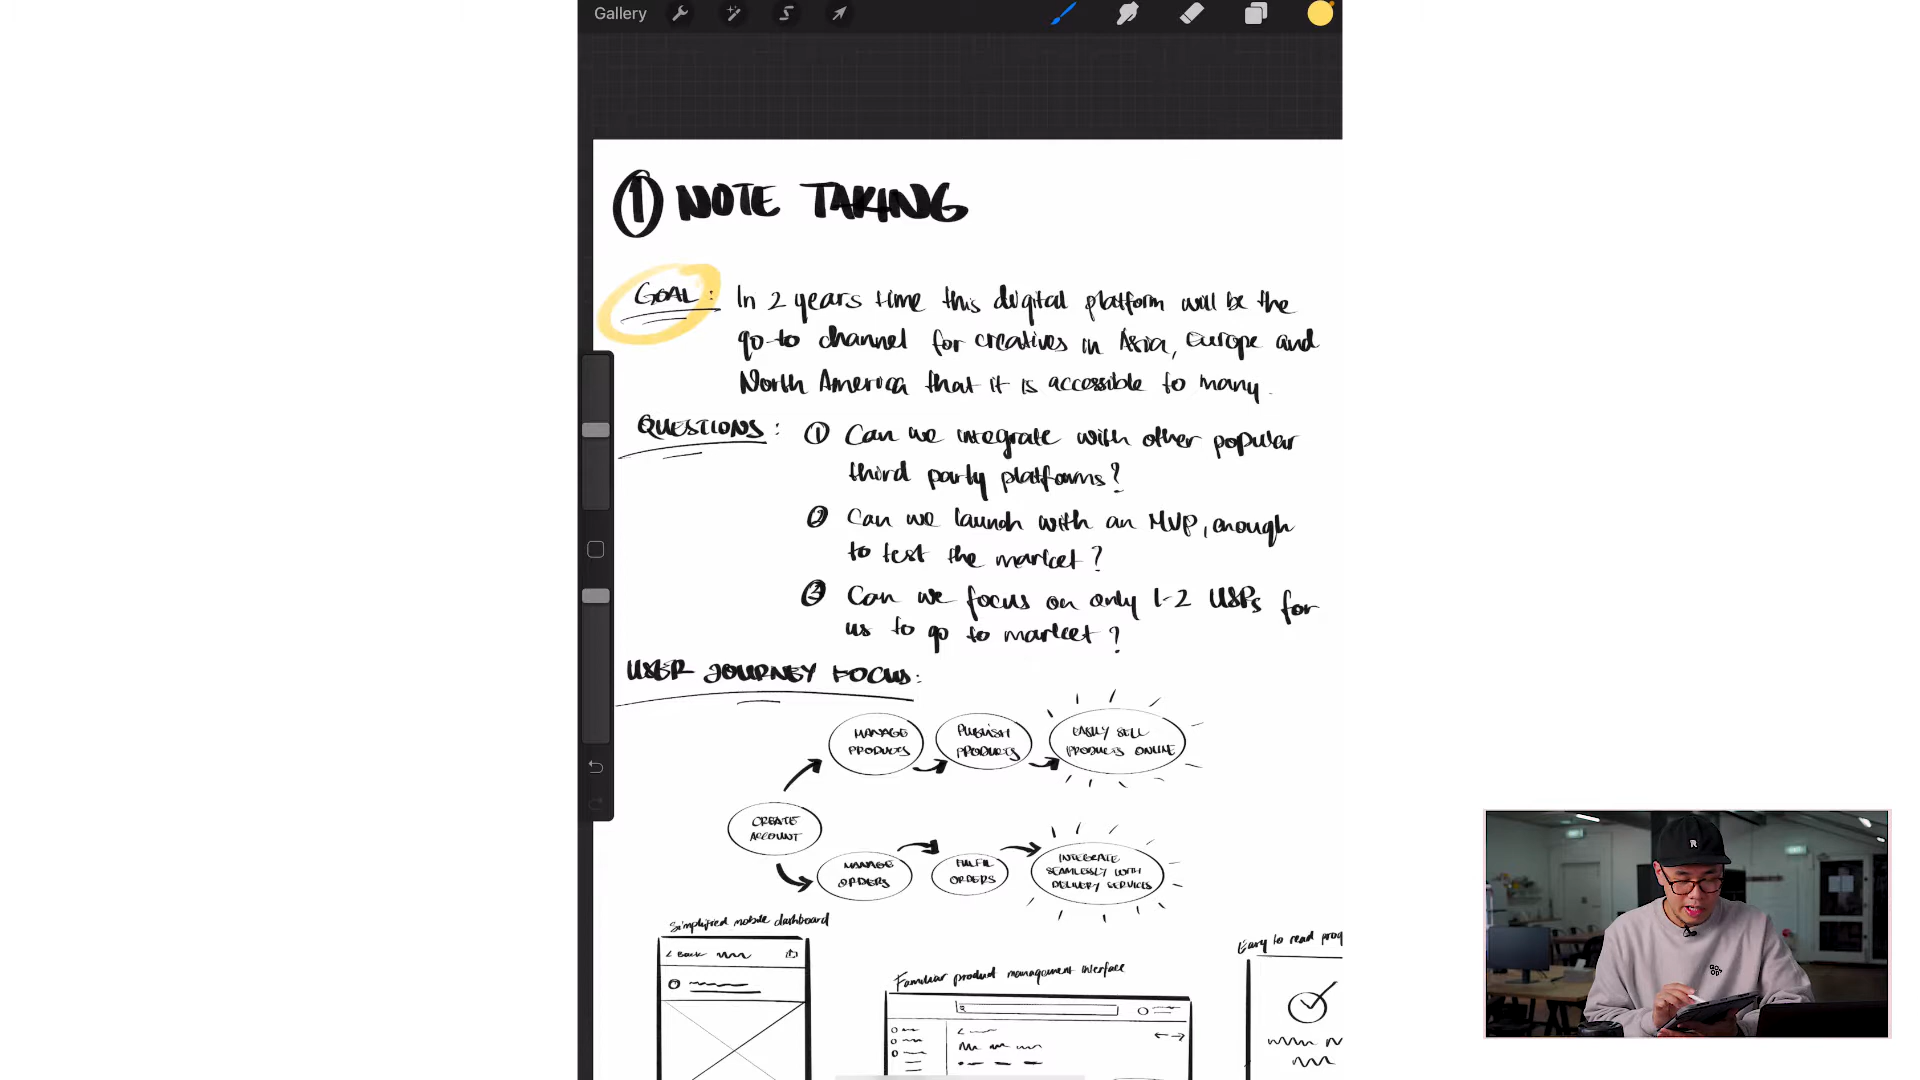 Gallery
① NOTE TAKING
GOAL: In 2 years time this digital platform will be the
go-to channel for creatives in Asia, Europe and
North America that it is accessible to many.
QUESTIONS: ① Can we integrate with other popular
third party platforms?
② Can we launch with an MVP, enough
to test the market?
③ Can we focus on only 1-2 USPs for
us to go to market?
USER JOURNEY FOCUS:
MANAGE
PRODUCTS
PUBLISH
PRODUCTS
EASILY SELL
PRODUCTS ONLINE
CREATE
ACCOUNT
MANAGE
ORDERS
FULFIL
ORDERS
INTEGRATE
SEAMLESSLY WITH
DELIVERY SERVICES
Simplified mobile dashboard
< Back
Familiar product management interface
Easy to read prog
R